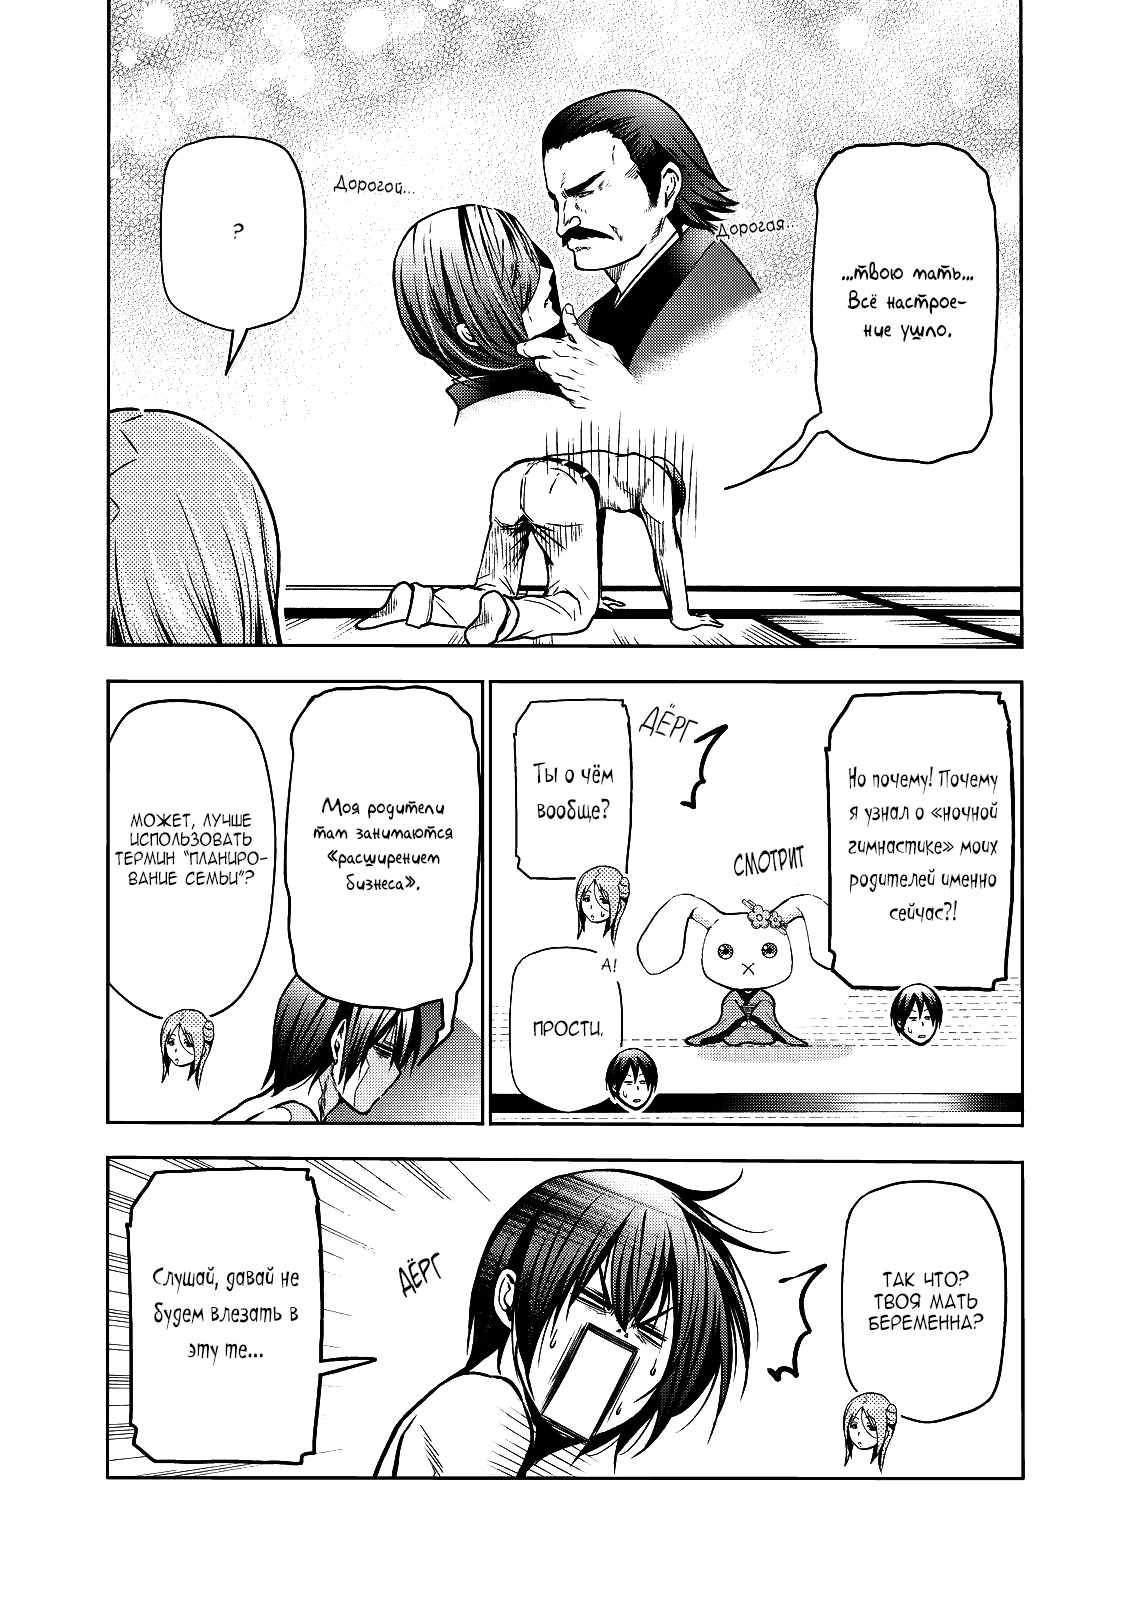 ...твою мать...
Всё настрое-
ние ушло.
Дорогая...
Дорогой...
?
Но почему! Почему
я узнал о «ночной
гимнастике» моих
родителей именно
сейчас?!
СМОТРИТ
ДЁРГ
Ты о чём
вообще?
А!
ПРОСТИ.
Моя родители
там занимаются
«расширением
бизнеса».
МОЖЕТ, ЛУЧШЕ
ИСПОЛЬЗОВАТЬ
ТЕРМИН "ПЛАНИРО-
ВАНИЕ СЕМЬИ"?
ТАК ЧТО?
ТВОЯ МАТЬ
БЕРЕМЕННА?
ДЁРГ
Слушай, давай не
будем влезать в
эту те...